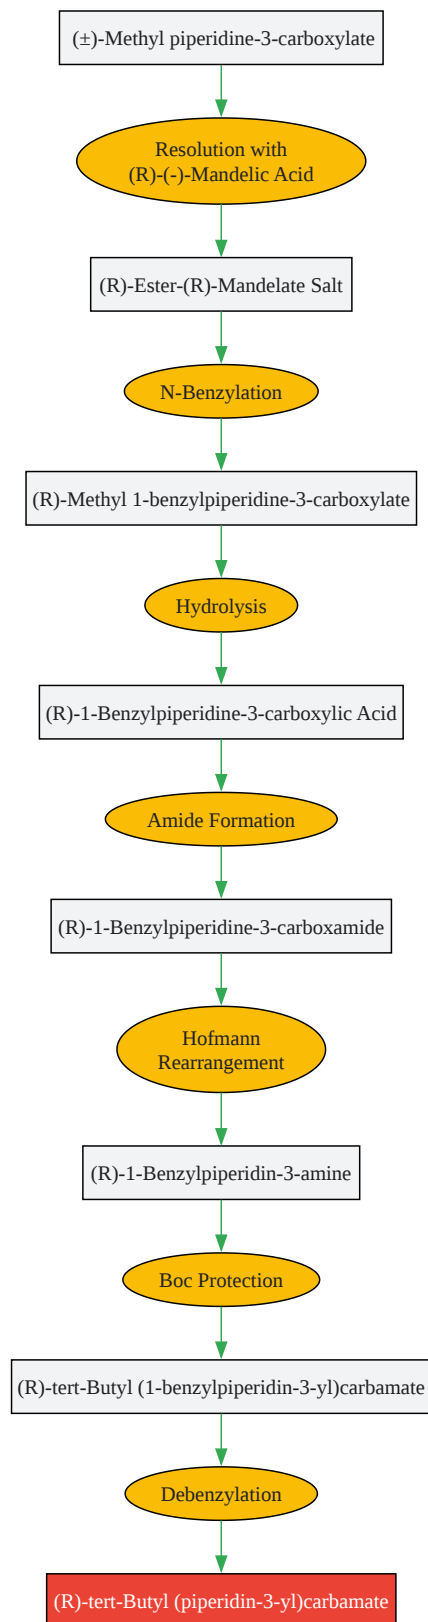 (±)-Methyl piperidine-3-carboxylate
Resolution with
(R)-(-)-Mandelic Acid
(R)-Ester-(R)-Mandelate Salt
N-Benzylation
(R)-Methyl 1-benzylpiperidine-3-carboxylate
Hydrolysis
(R)-1-Benzylpiperidine-3-carboxylic Acid
Amide Formation
(R)-1-Benzylpiperidine-3-carboxamide
Hofmann
Rearrangement
(R)-1-Benzylpiperidin-3-amine
Boc Protection
(R)-tert-Butyl (1-benzylpiperidin-3-yl)carbamate
Debenzylation
(R)-tert-Butyl (piperidin-3-yl)carbamate